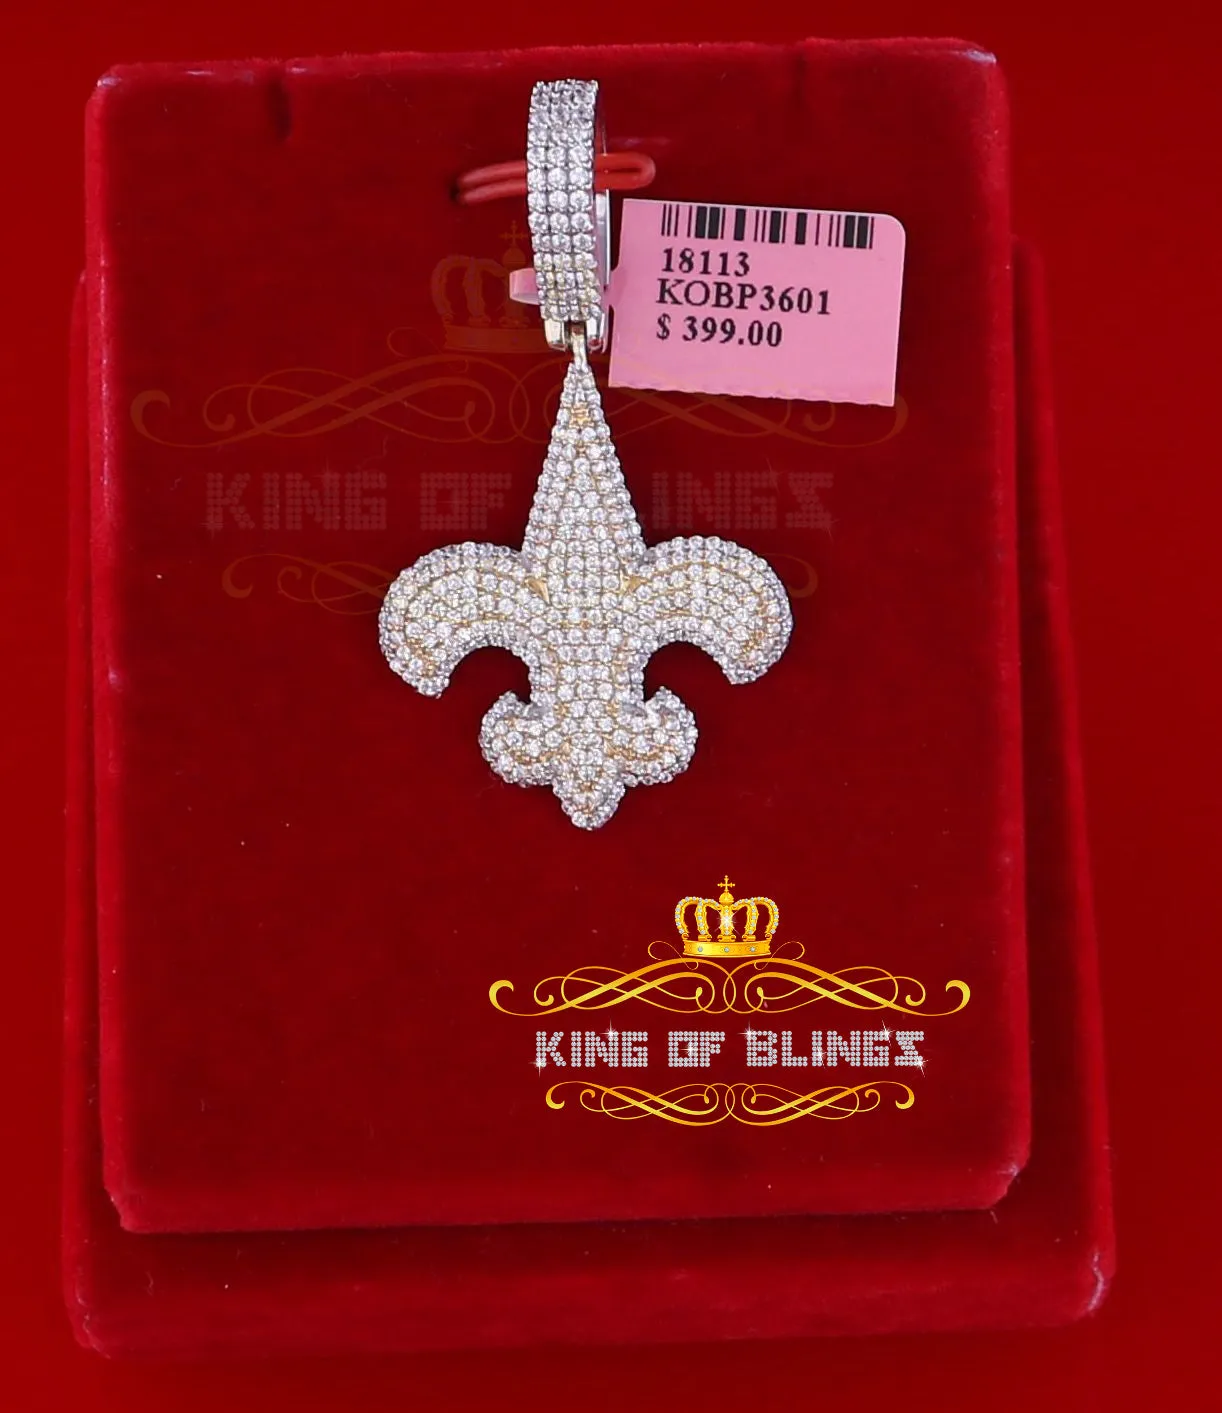 18113
KOBP3601
$ 399.00
KING OF BLINGS
KING OF BLINGS